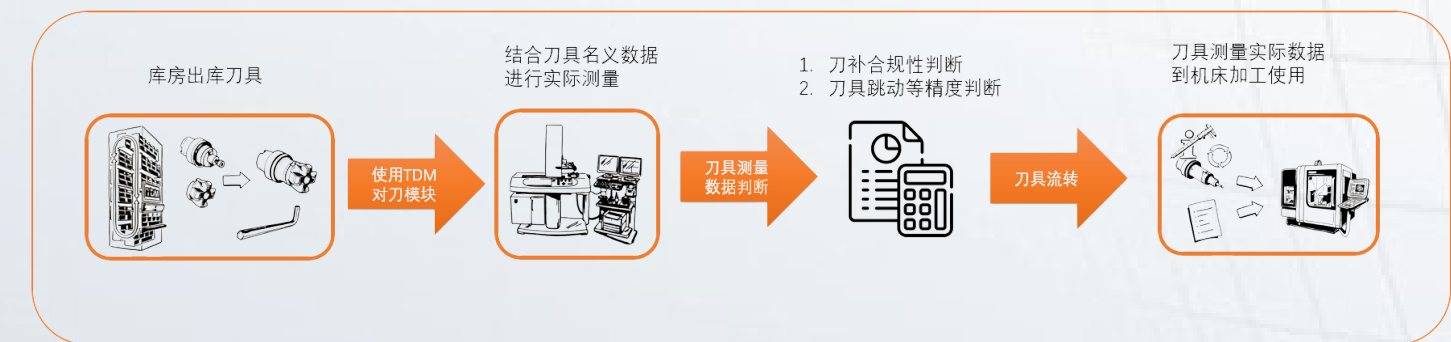 库房出库刀具
结合刀具名义数据
进行实际测量
1. 刀补合规性判断
2. 刀具跳动等精度判断
刀具测量实际数据
到机床加工使用
使用TDM
对刀模块
刀具测量
数据判断
刀具流转